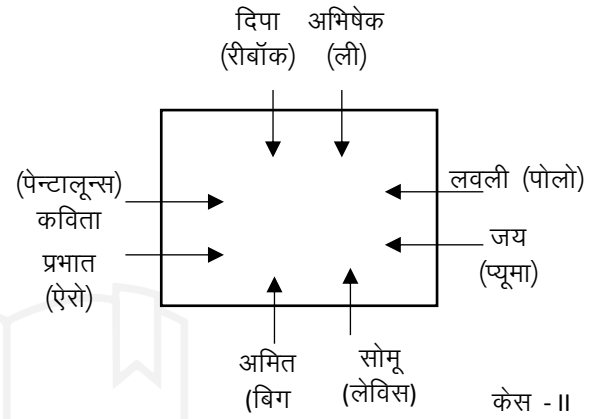 दिपा
(रीबॉक)
अभिषेक
(ली)
(पेन्टालून्स)
कविता
लवली (पोलो)
प्रभात
(ऐरो)
जय
(प्यूमा)
अमित
(बिग
सोमू
(लेविस)
केस - II